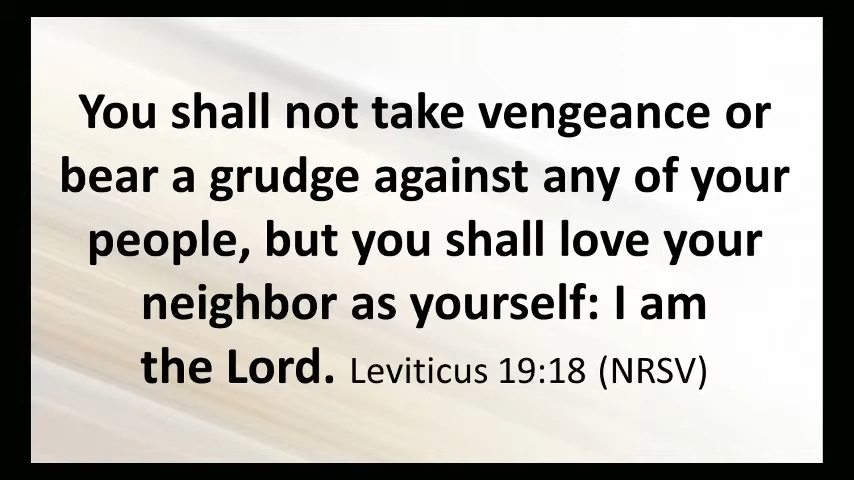 You shall not take vengeance or
bear a grudge against any of your
people, but you shall love your
neighbor as yourself: I am
the Lord. Leviticus 19:18 (NRSV)